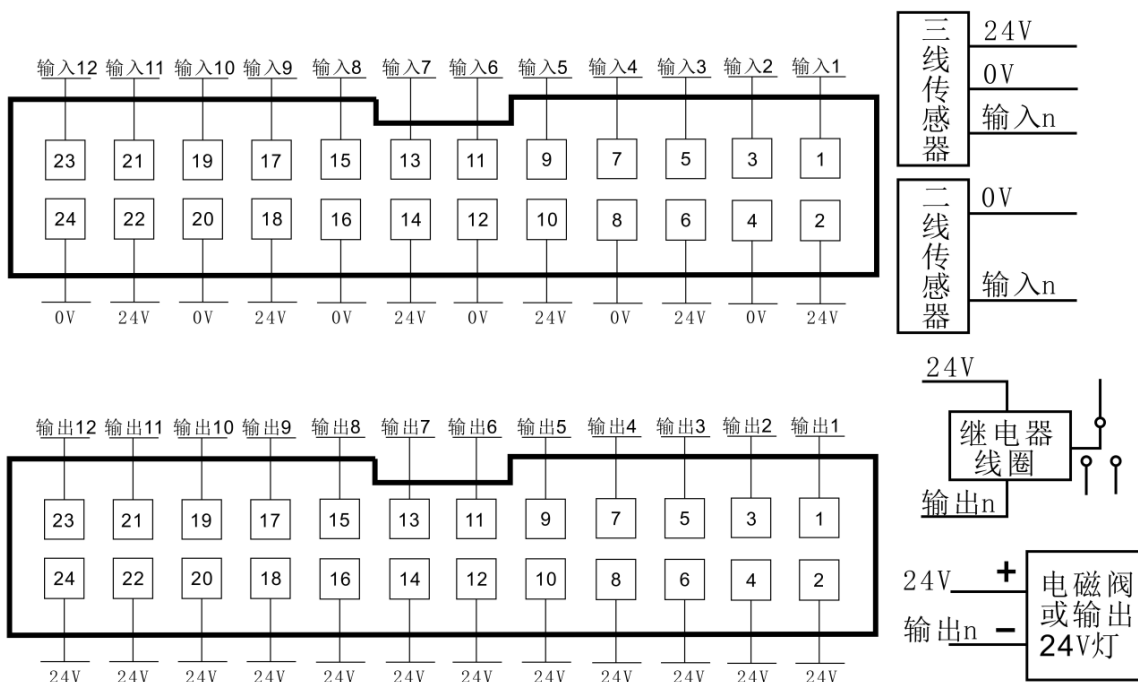 输入12 输入11 输入10 输入9 输入8 输入7 输入6 输入5 输入4 输入3 输入2 输入1
23 21 19 17 15 13 11 9 7 5 3 1
24 22 20 18 16 14 12 10 8 6 4 2
0V 24V 0V 24V 0V 24V 0V 24V 0V 24V 0V 24V
三线传感器
24V
0V
输入n
二线传感器
0V
输入n
24V
继电器
线圈
输出n
输出12 输出11 输出10 输出9 输出8 输出7 输出6 输出5 输出4 输出3 输出2 输出1
23 21 19 17 15 13 11 9 7 5 3 1
24 22 20 18 16 14 12 10 8 6 4 2
24V 24V 24V 24V 24V 24V 24V 24V 24V 24V 24V 24V
24V +
输出n −
电磁阀
或输出
24V灯